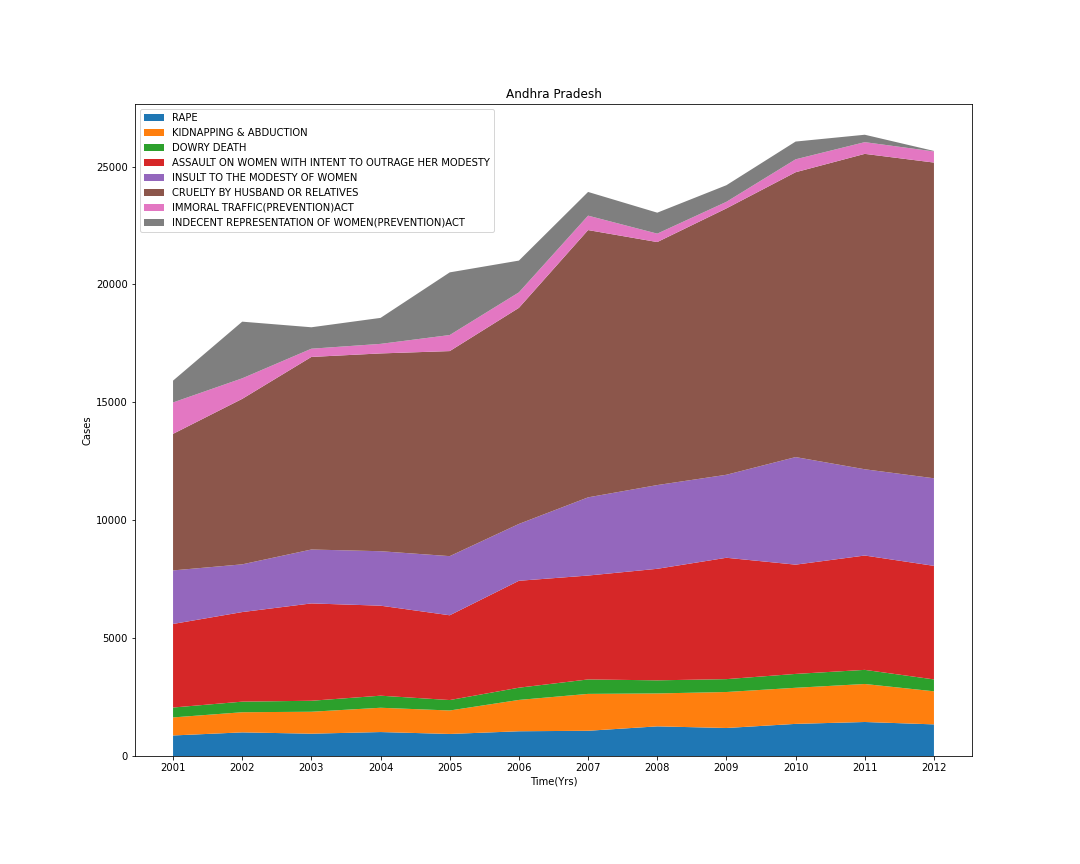 Andhra Pradesh
RAPE
KIDNAPPING & ABDUCTION
DOWRY DEATH
ASSAULT ON WOMEN WITH INTENT TO OUTRAGE HER MODESTY
INSULT TO THE MODESTY OF WOMEN
CRUELTY BY HUSBAND OR RELATIVES
IMMORAL TRAFFIC(PREVENTION)ACT
INDECENT REPRESENTATION OF WOMEN(PREVENTION)ACT
25000
20000
15000
10000
5000
0
Cases
2001 2002 2003 2004 2005 2006 2007 2008 2009 2010 2011 2012
Time(Yrs)